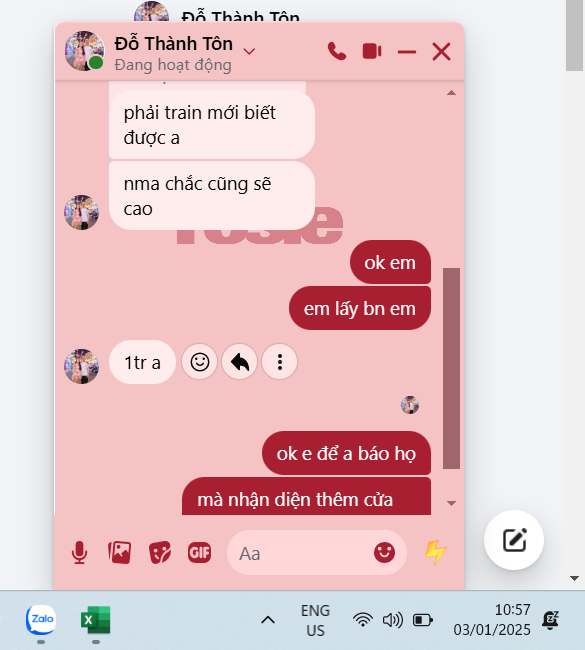 Đỗ Thành Tôn
Đỗ Thành Tôn
Đang hoạt động
phải train mới biết
được a
nma chắc cũng sẽ
cao
rosie
ok em
em lấy bn em
1tr a
ok e để a báo họ
mà nhận diện thêm cửa
GIF
Aa
Zalo
X
ENG
US
10:57
03/01/2025